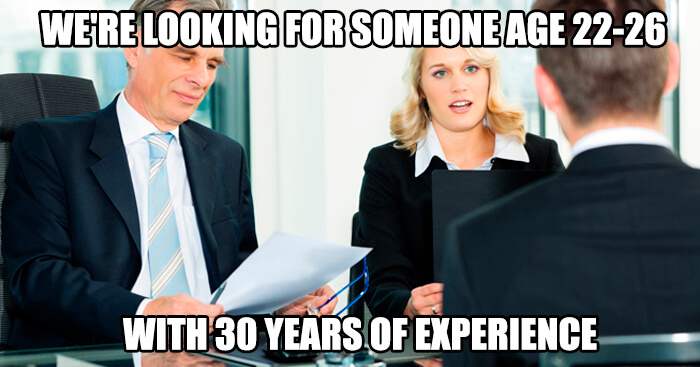 WE'RE LOOKING FOR SOMEONE AGE 22-26
WITH 30 YEARS OF EXPERIENCE